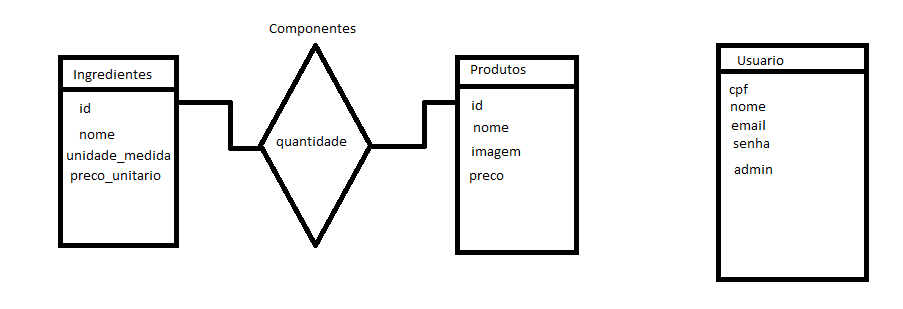 Componentes
Ingredientes
id
nome
unidade_medida
preco_unitario
quantidade
Produtos
id
nome
imagem
preco
Usuario
cpf
nome
email
senha
admin